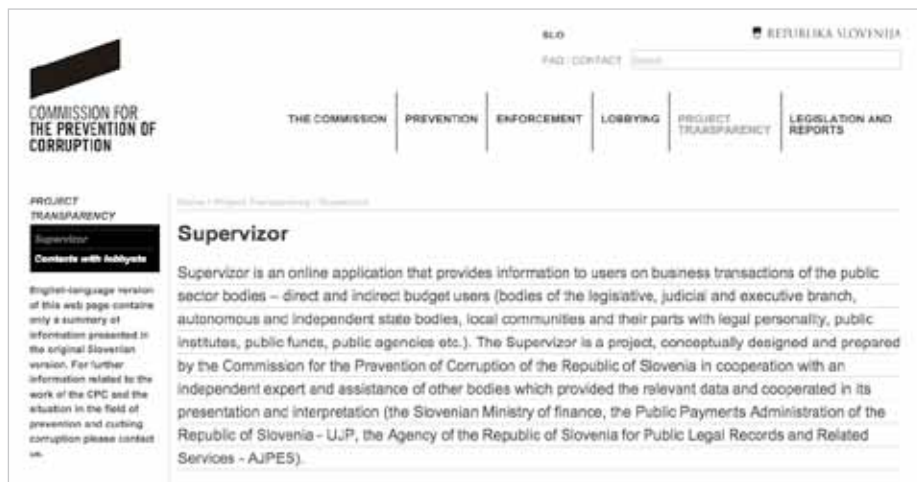 SLO
REPUBLIKA SLOVENIJA
FAQ / CONTACT
Search
COMMISSION FOR
THE PREVENTION OF
CORRUPTION
THE COMMISSION
PREVENTION
ENFORCEMENT
LOBBYING
PROJECT
TRANSPARENCY
LEGISLATION AND
REPORTS
PROJECT
TRANSPARENCY
Supervizor
Contacts with lobbyists
English-language version
of this web page contains
only a summary of
information presented in
the original Slovenian
version. For further
information related to the
work of the CPC and the
situation in the field of
prevention and curbing
corruption please contact
us.
Home / Project Transparency / Supervizor
Supervizor
Supervizor is an online application that provides information to users on business transactions of the public
sector bodies – direct and indirect budget users (bodies of the legislative, judicial and executive branch,
autonomous and independent state bodies, local communities and their parts with legal personality, public
institutes, public funds, public agencies etc.). The Supervizor is a project, conceptually designed and prepared
by the Commission for the Prevention of Corruption of the Republic of Slovenia in cooperation with an
independent expert and assistance of other bodies which provided the relevant data and cooperated in its
presentation and interpretation (the Slovenian Ministry of finance, the Public Payments Administration of the
Republic of Slovenia - UJP, the Agency of the Republic of Slovenia for Public Legal Records and Related
Services - AJPES).